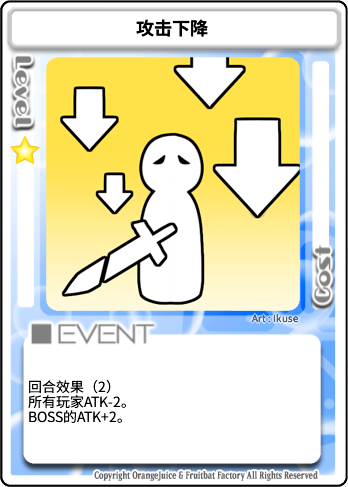 攻击下降
Level
Cost
Art : Ikuse
EVENT
回合效果（2）
所有玩家ATK-2。
BOSS的ATK+2。
Copyright OrangeJuice & Fruitbat Factory All Rights Reserved